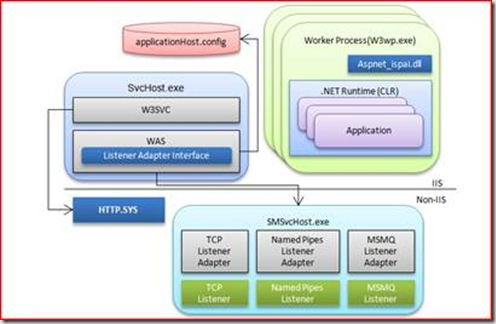 applicationHost.config
Worker Process(W3wp.exe)
Aspnet_ispai.dll
.NET Runtime (CLR)
Application
SvcHost.exe
W3SVC
WAS
Listener Adapter Interface
HTTP.SYS
IIS
Non-IIS
SMSvcHost.exe
TCP
Listener
Adapter
Named Pipes
Listener
Adapter
MSMQ
Listener
Adapter
TCP
Listener
Named Pipes
Listener
MSMQ
Listener